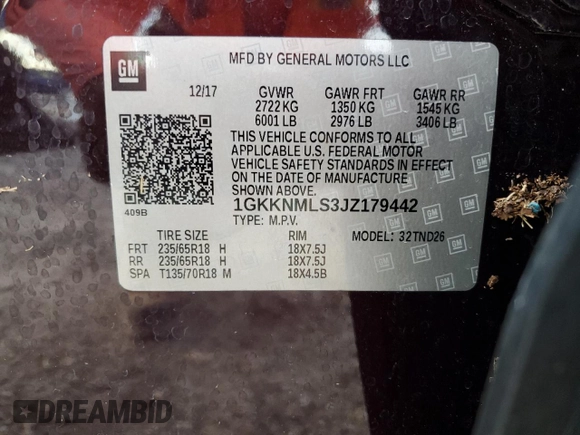 GM
MFD BY GENERAL MOTORS LLC
12/17 GVWR GAWR FRT GAWR RR
2722 KG 1350 KG 1545 KG
6001 LB 2976 LB 3406 LB
THIS VEHICLE CONFORMS TO ALL
APPLICABLE U.S. FEDERAL MOTOR
VEHICLE SAFETY STANDARDS IN EFFECT
ON THE DATE OF MANUFACTURE
SHOWN ABOVE.
409B
1GKKNMLS3JZ179442
TYPE: M.P.V.
TIRE SIZE RIM MODEL: 32TND26
FRT 235/65R18 H 18X7.5J
RR 235/65R18 H 18X7.5J
SPA T135/70R18 M 18X4.5B
DREAMBID